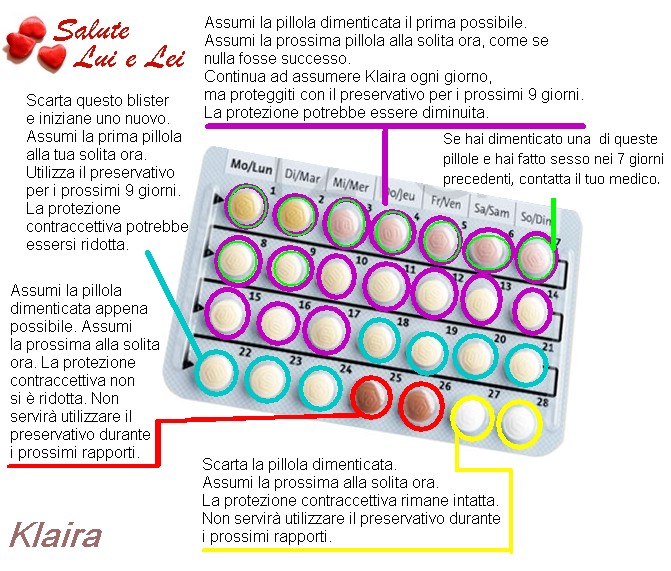 Salute
Lui e Lei
Assumi la pillola dimenticata il prima possibile.
Assumi la prossima pillola alla solita ora, come se
nulla fosse successo.
Continua ad assumere Klaira ogni giorno,
ma proteggiti con il preservativo per i prossimi 9 giorni.
La protezione potrebbe essere diminuita.
Scarta questo blister
e iniziane uno nuovo.
Assumi la prima pillola
alla tua solita ora.
Utilizza il preservativo
per i prossimi 9 giorni.
La protezione
contraccettiva potrebbe
essersi ridotta.
Se hai dimenticato una di queste
pillole e hai fatto sesso nei 7 giorni
precedenti, contatta il tuo medico.
Mo/Lun Di/Mar Mi/Mer Do/Jeu Fr/Ven Sa/Sam So/Dim
1 2 3 4 5 6 7
8 9 10 11 12 13 14
15 16 17 18 19 20 21
22 23 24 25 26 27 28
Assumi la pillola
dimenticata appena
possibile. Assumi
la prossima alla solita
ora. La protezione
contraccettiva non
si è ridotta. Non
servirà utilizzare il
preservativo durante
i prossimi rapporti.
Scarta la pillola dimenticata.
Assumi la prossima alla solita ora.
La protezione contraccettiva rimane intatta.
Non servirà utilizzare il preservativo durante
i prossimi rapporti.
Klaira